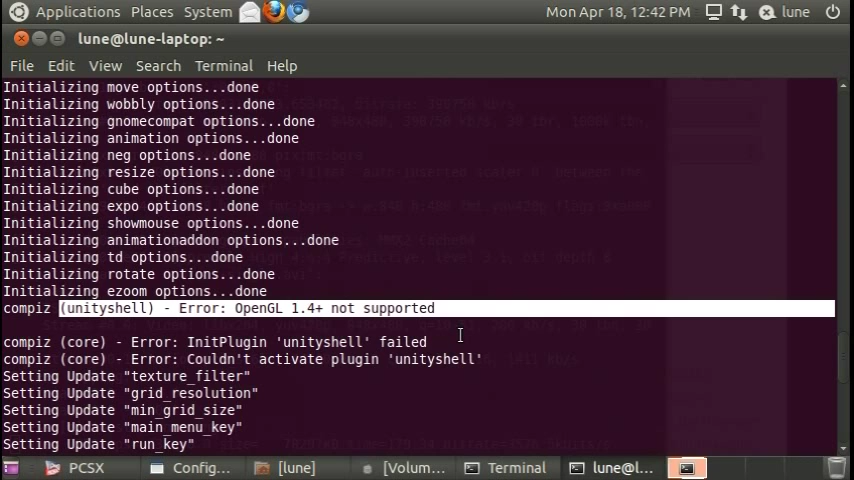 Applications Places System Mon Apr 18, 12:42 PM lune
lune@lune-laptop: ~
File Edit View Search Terminal Help
Initializing move options...done
Initializing wobbly options...done
Initializing gnomecompat options...done
Initializing animation options...done
Initializing neg options...done
Initializing resize options...done
Initializing cube options...done
Initializing expo options...done
Initializing showmouse options...done
Initializing animationaddon options...done
Initializing td options...done
Initializing rotate options...done
Initializing ezoom options...done
compiz (unityshell) - Error: OpenGL 1.4+ not supported
compiz (core) - Error: InitPlugin 'unityshell' failed
compiz (core) - Error: Couldn't activate plugin 'unityshell'
Setting Update "texture_filter"
Setting Update "grid_resolution"
Setting Update "min_grid_size"
Setting Update "main_menu_key"
Setting Update "run_key"
PCSX Config... [lune] [Volum... Terminal lune@l...